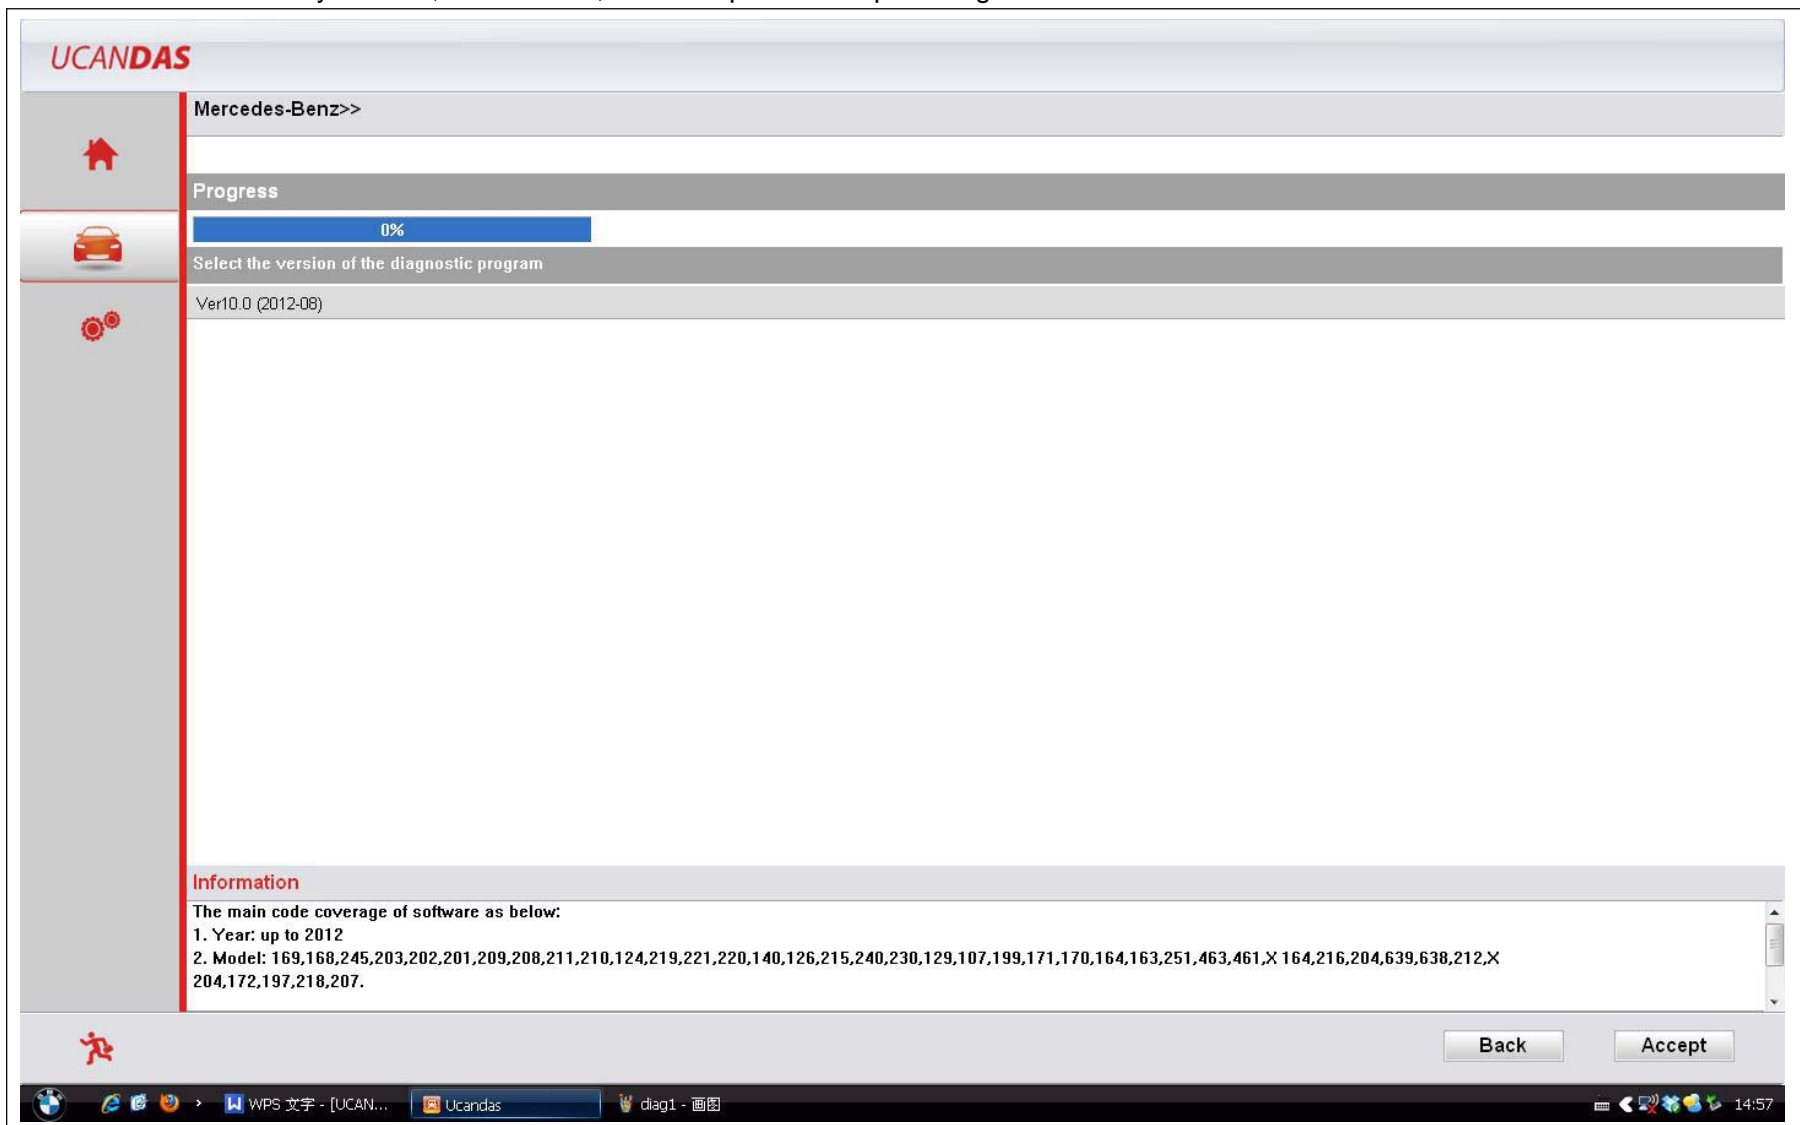 UCANDAS
Mercedes-Benz>>
Progress
0%
Select the version of the diagnostic program
Ver10.0 (2012-08)
Information
The main code coverage of software as below:
1. Year: up to 2012
2. Model: 169,168,245,203,202,201,209,208,211,210,124,219,221,220,140,126,215,240,230,129,107,199,171,170,164,163,251,463,461,X 164,216,204,639,638,212,X
204,172,197,218,207.
Back Accept
WPS 文字 - [UCAN... Ucandas diag1 - 画图 14:57